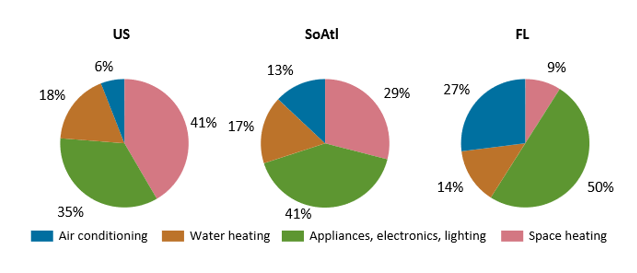 US
SoAtl
FL
6%
18%
41%
35%
13%
29%
17%
41%
9%
27%
14%
50%
Air conditioning
Water heating
Appliances, electronics, lighting
Space heating